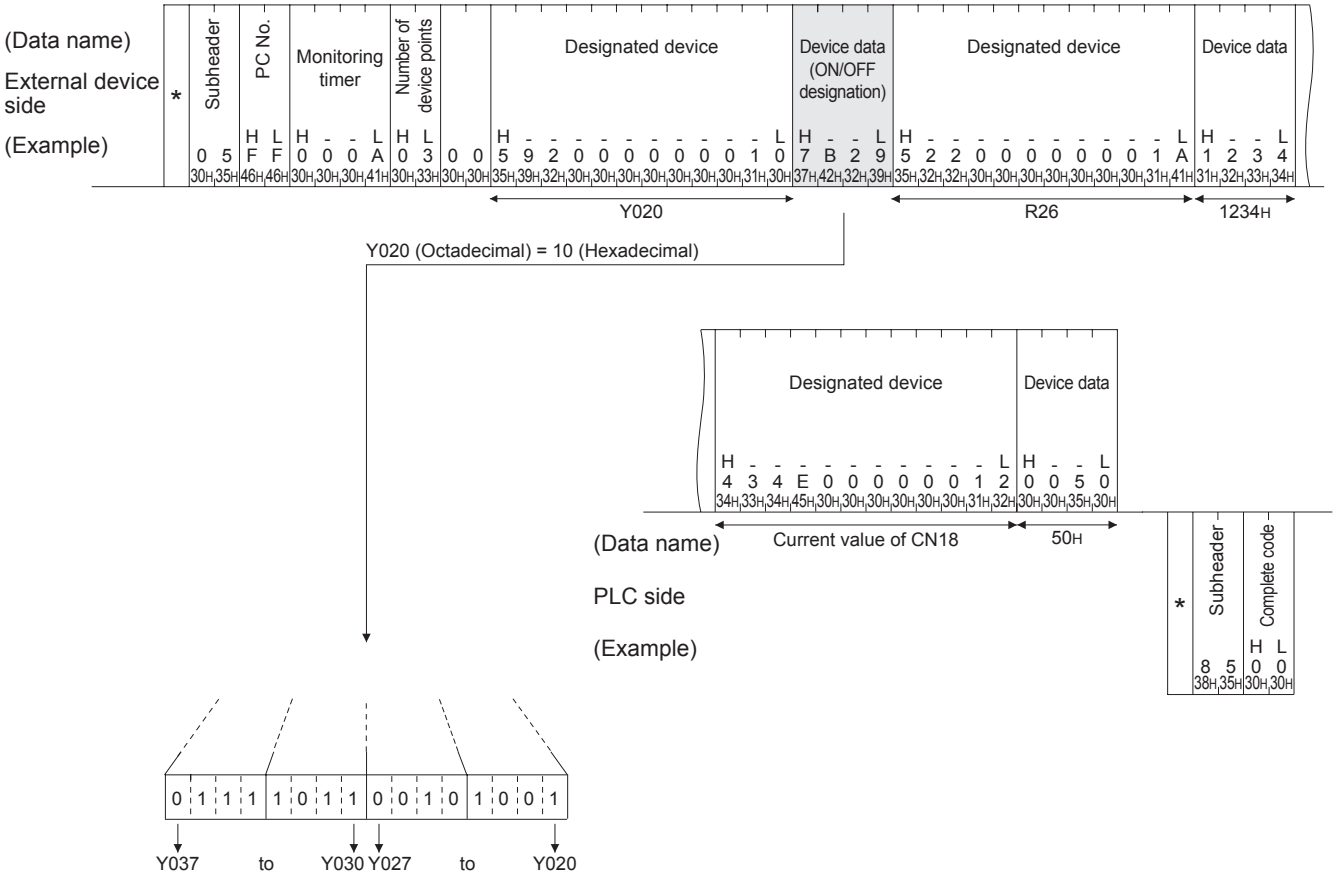 (Data name)
External device
side
(Example)
*
Subheader
PC No.
Monitoring
timer
Number of
device points
Designated device
Device data
(ON/OFF
designation)
Designated device
Device data
H L H - - L H L H - - - - - - - - L H - - L H - - - - - - - - L H - - L
0 5 F F 0 0 0 A 0 3 0 0 5 9 2 0 0 0 0 0 0 0 1 0 7 B 2 9 5 2 2 0 0 0 0 0 0 0 1 A 1 2 3 4
30H,35H 46H,46H 30H,30H,30H,41H 30H,33H 30H,30H 35H,39H,32H,30H,30H,30H,30H,30H,30H,30H,31H,30H 37H,42H,32H,39H 35H,32H,32H,30H,30H,30H,30H,30H,30H,30H,31H,41H 31H,32H,33H,34H
Y020
R26
1234H
Y020 (Octadecimal) = 10 (Hexadecimal)
Designated device
Device data
H - - - - - - - - L H - - L
4 3 4 E 0 0 0 0 0 0 1 2 0 0 5 0
34H,33H,34H,45H,30H,30H,30H,30H,30H,30H,31H,32H 30H,30H,35H,30H
Current value of CN18
50H
(Data name)
PLC side
(Example)
*
Subheader
Complete code
H L
8 5 0 0
38H,35H 30H,30H
0 1 1 1 1 0 1 1 0 0 1 0 1 0 0 1
Y037 to Y030 Y027 to Y020